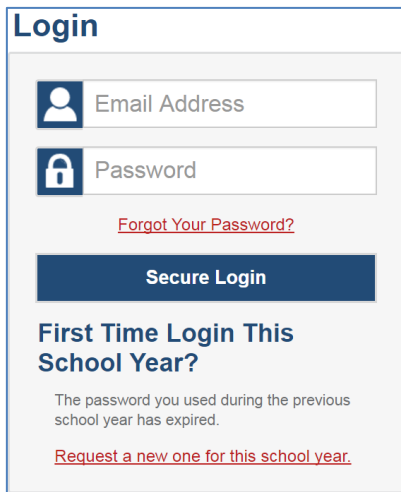 Login
Email Address
Password
Forgot Your Password?
Secure Login
First Time Login This
School Year?
The password you used during the previous
school year has expired.
Request a new one for this school year.